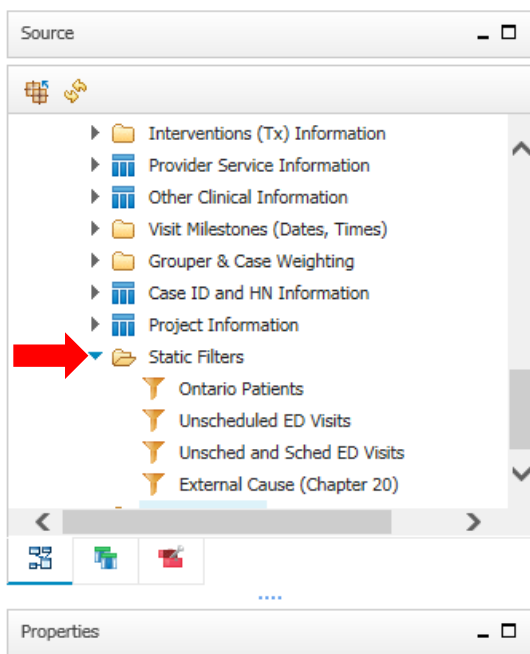 Source
Interventions (Tx) Information
Provider Service Information
Other Clinical Information
Visit Milestones (Dates, Times)
Grouper & Case Weighting
Case ID and HN Information
Project Information
Static Filters
Ontario Patients
Unscheduled ED Visits
Unsched and Sched ED Visits
External Cause (Chapter 20)
Properties